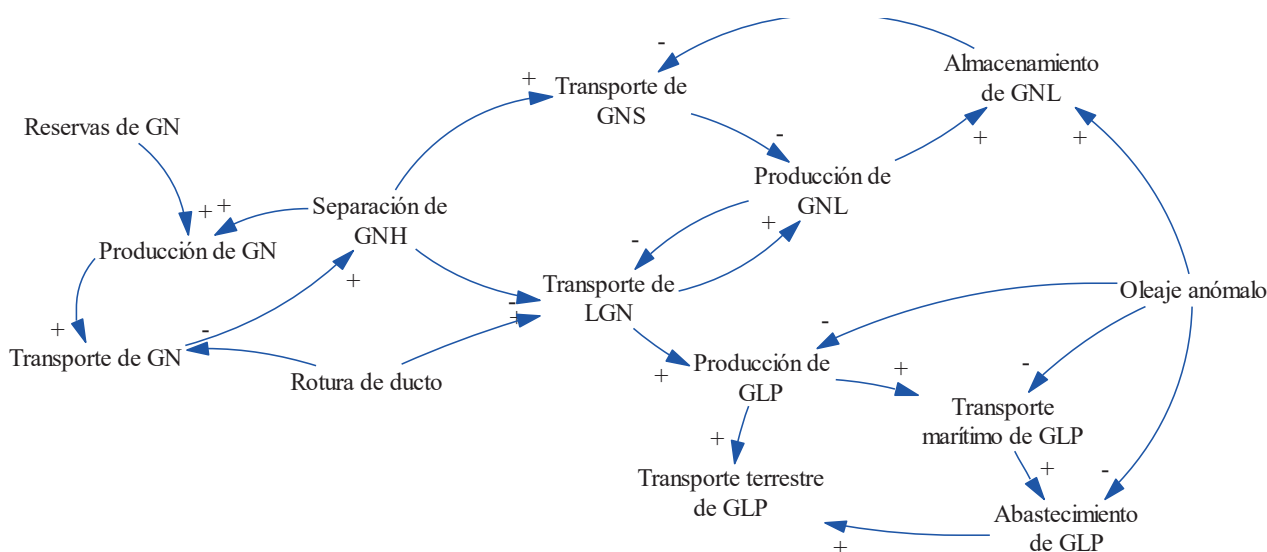 -
Almacenamiento
de GNL
+
Transporte de
GNS
+
+
Reservas de GN
-
Producción de
GNL
Separación de
GNH
+ +
+
Producción de GN
-
+
Transporte de
LGN
Oleaje anómalo
-
+
-
+
-
Transporte de GN
Rotura de ducto
Producción de
GLP
+
+
-
Transporte
marítimo de GLP
+
Transporte terrestre
de GLP
+
-
Abastecimiento
de GLP
+